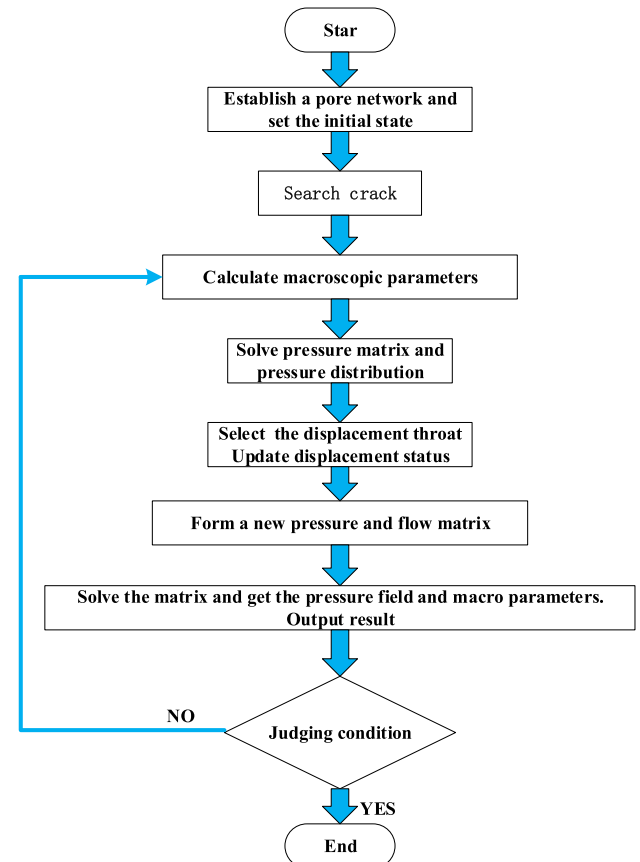 Star
Establish a pore network and
set the initial state
Search crack
Calculate macroscopic parameters
Solve pressure matrix and
pressure distribution
Select the displacement throat
Update displacement status
Form a new pressure and flow matrix
Solve the matrix and get the pressure field and macro parameters.
Output result
NO
Judging condition
YES
End